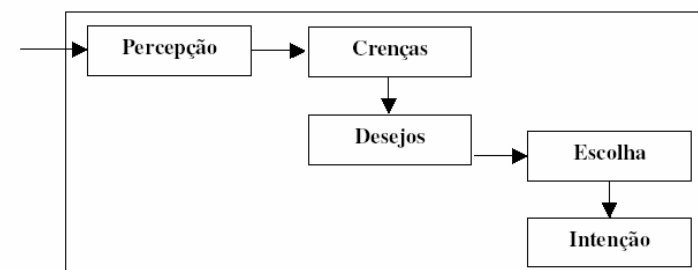 Percepção
Crenças
Desejos
Escolha
Intenção